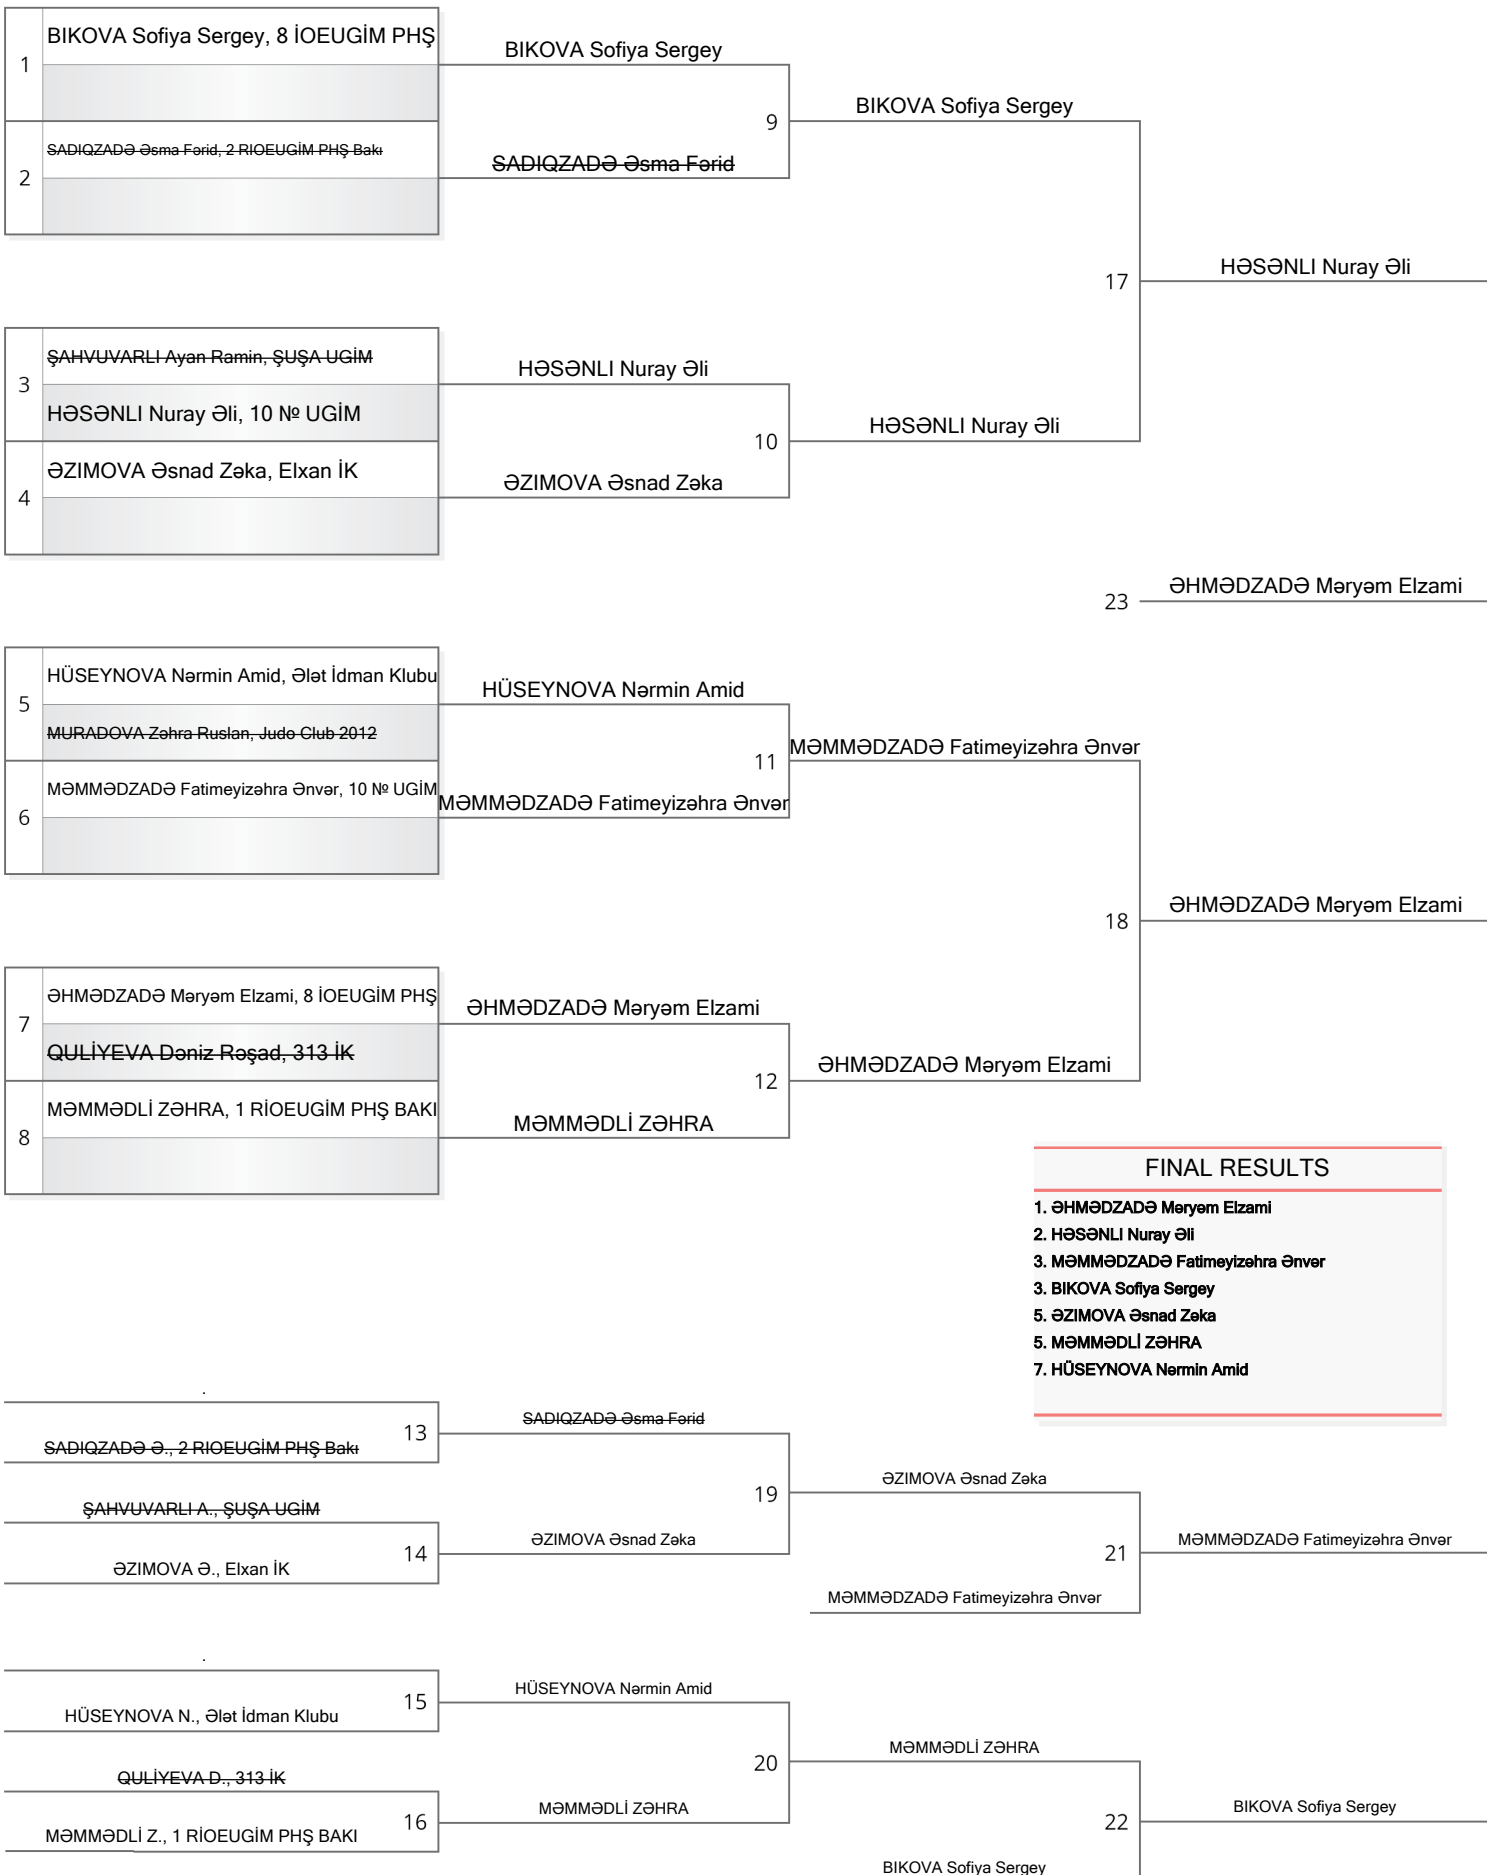 BIKOVA Sofiya Sergey, 8 İOEUGİM PHŞ
1
SADIQZADƏ Əsma Fərid, 2 RIOEUGİM PHŞ Bakı
2
BIKOVA Sofiya Sergey
9
SADIQZADƏ Əsma Fərid
BIKOVA Sofiya Sergey
17
HƏSƏNLI Nuray Əli
ŞAHVUVARLI Ayan Ramin, ŞUŞA UGİM
3
HƏSƏNLI Nuray Əli, 10 № UGİM
ƏZIMOVA Əsnad Zəka, Elxan İK
4
HƏSƏNLI Nuray Əli
10
ƏZIMOVA Əsnad Zəka
HƏSƏNLI Nuray Əli
23
ƏHMƏDZADƏ Məryəm Elzami
HÜSEYNOVA Nərmin Amid, Ələt İdman Klubu
5
MURADOVA Zəhra Ruslan, Judo Club 2012
MƏMMƏDZADƏ Fatimeyizəhra Ənvər, 10 № UGİM
6
HÜSEYNOVA Nərmin Amid
11
MƏMMƏDZADƏ Fatimeyizəhra Ənvər
MƏMMƏDZADƏ Fatimeyizəhra Ənvər
18
ƏHMƏDZADƏ Məryəm Elzami
ƏHMƏDZADƏ Məryəm Elzami, 8 İOEUGİM PHŞ
7
QULİYEVA Dəniz Rəşad, 313 İK
MƏMMƏDLİ ZƏHRA, 1 RİOEUGİM PHŞ BAKI
8
ƏHMƏDZADƏ Məryəm Elzami
12
MƏMMƏDLİ ZƏHRA
ƏHMƏDZADƏ Məryəm Elzami
FINAL RESULTS
1. ƏHMƏDZADƏ Məryəm Elzami
2. HƏSƏNLI Nuray Əli
3. MƏMMƏDZADƏ Fatimeyizəhra Ənvər
3. BIKOVA Sofiya Sergey
5. ƏZIMOVA Əsnad Zəka
5. MƏMMƏDLİ ZƏHRA
7. HÜSEYNOVA Nərmin Amid
.
13
SADIQZADƏ Ə., 2 RIOEUGİM PHŞ Bakı
ŞAHVUVARLI A., ŞUŞA UGİM
14
ƏZIMOVA Ə., Elxan İK
SADIQZADƏ Əsma Fərid
19
ƏZIMOVA Əsnad Zəka
ƏZIMOVA Əsnad Zəka
21
MƏMMƏDZADƏ Fatimeyizəhra Ənvər
MƏMMƏDZADƏ Fatimeyizəhra Ənvər
.
15
HÜSEYNOVA N., Ələt İdman Klubu
QULİYEVA D., 313 İK
16
MƏMMƏDLİ Z., 1 RİOEUGİM PHŞ BAKI
HÜSEYNOVA Nərmin Amid
20
MƏMMƏDLİ ZƏHRA
MƏMMƏDLİ ZƏHRA
22
BIKOVA Sofiya Sergey
BIKOVA Sofiya Sergey